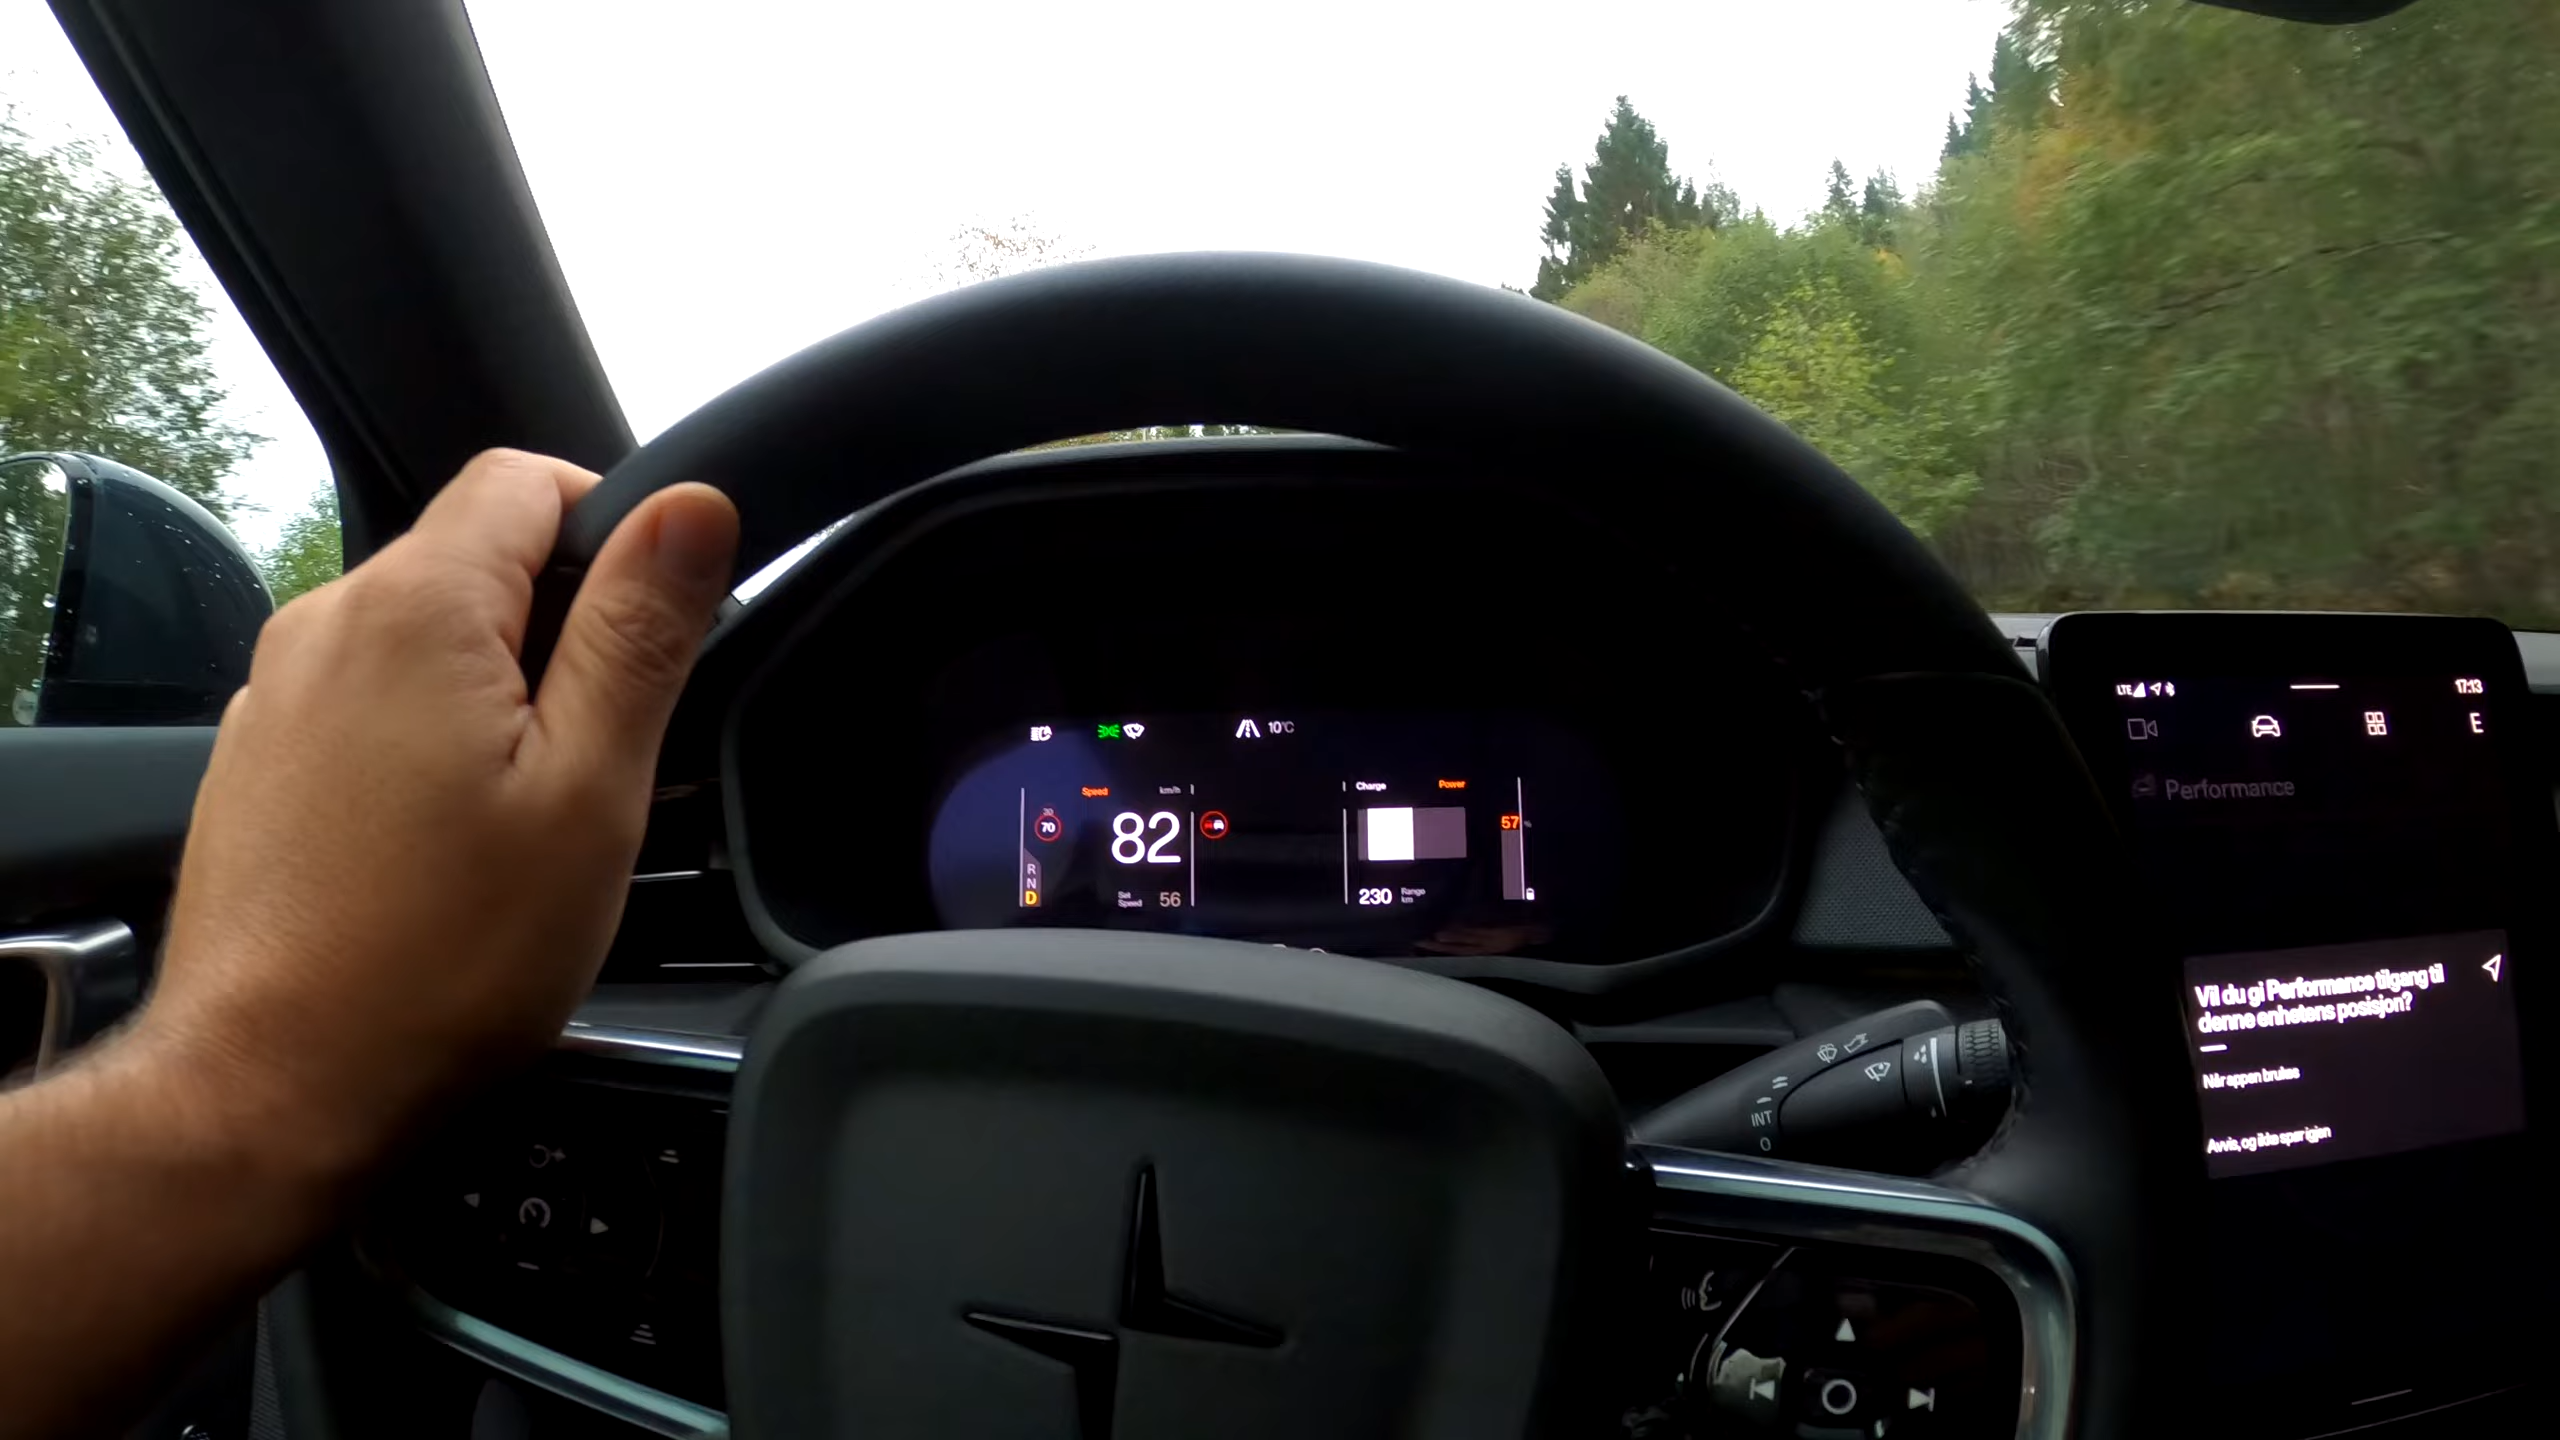 LTE 17:13
E
Performance
10°C
Speed km/h
70
82
R
N
D
Set Speed 56
Charge Power
230 Range km
57 %
Vil du gi Performance tilgang til
denne enhetens posisjon?
Når appen brukes
Avvis, og ikke spør igjen
INT
O